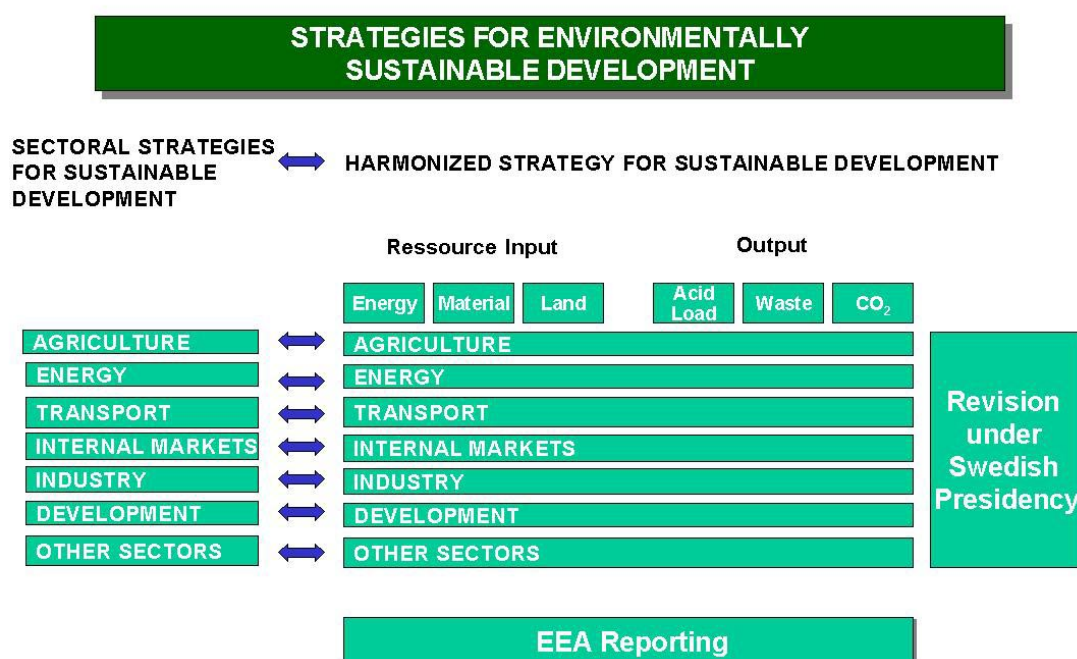 STRATEGIES FOR ENVIRONMENTALLY
SUSTAINABLE DEVELOPMENT
SECTORAL STRATEGIES
FOR SUSTAINABLE
DEVELOPMENT
HARMONIZED STRATEGY FOR SUSTAINABLE DEVELOPMENT
Ressource Input
Output
Energy
Material
Land
Acid
Load
Waste
CO₂
AGRICULTURE
AGRICULTURE
ENERGY
ENERGY
TRANSPORT
TRANSPORT
INTERNAL MARKETS
INTERNAL MARKETS
INDUSTRY
INDUSTRY
DEVELOPMENT
DEVELOPMENT
OTHER SECTORS
OTHER SECTORS
Revision
under
Swedish
Presidency
EEA Reporting